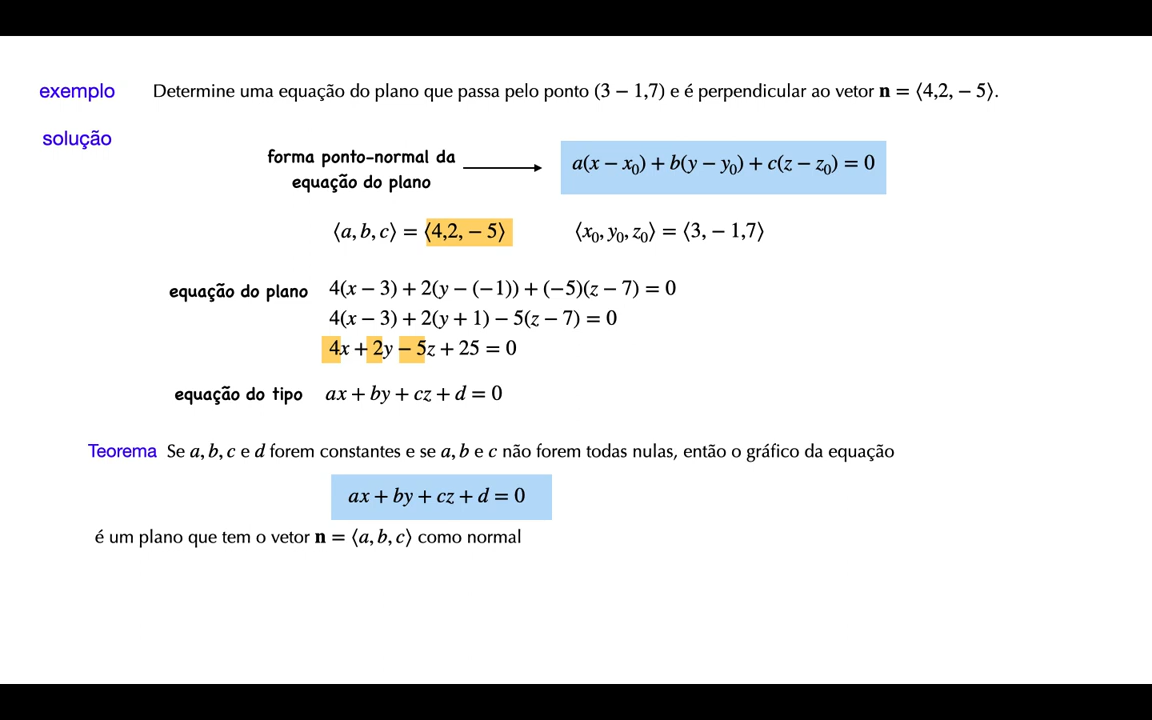 exemplo Determine uma equação do plano que passa pelo ponto (3 − 1,7) e é perpendicular ao vetor n = ⟨4,2, − 5⟩.
solução
forma ponto-normal da
equação do plano
a(x − x₀) + b(y − y₀) + c(z − z₀) = 0
⟨a, b, c⟩ = ⟨4,2, − 5⟩ ⟨x₀, y₀, z₀⟩ = ⟨3, − 1,7⟩
equação do plano 4(x − 3) + 2(y − (−1)) + (−5)(z − 7) = 0
4(x − 3) + 2(y + 1) − 5(z − 7) = 0
4x + 2y − 5z + 25 = 0
equação do tipo ax + by + cz + d = 0
Teorema Se a, b, c e d forem constantes e se a, b e c não forem todas nulas, então o gráfico da equação
ax + by + cz + d = 0
é um plano que tem o vetor n = ⟨a, b, c⟩ como normal